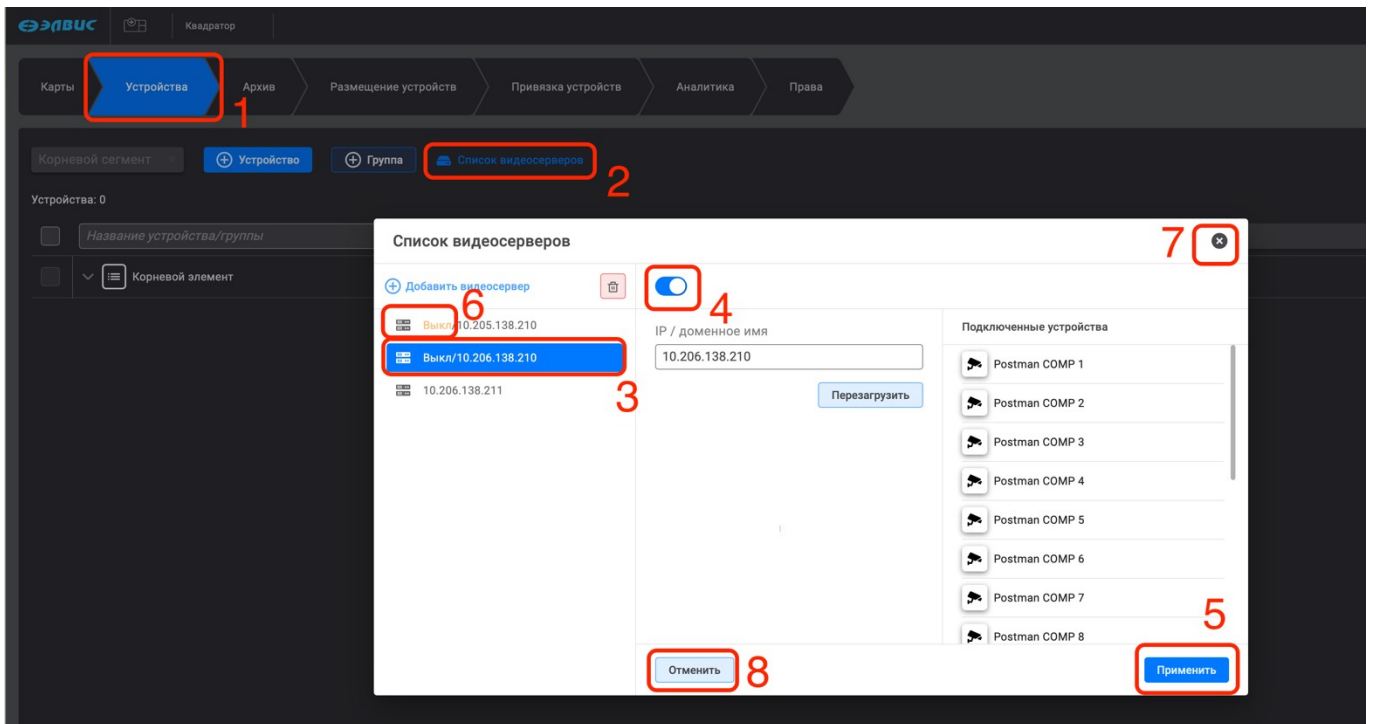 ЭЛВИС
Квадратор
Карты
Устройства
Архив
Размещение устройств
Привязка устройств
Аналитика
Права
1
Корневой сегмент
Устройство
Группа
Список видеосерверов
2
Устройства: 0
Название устройства/группы
Корневой элемент
Список видеосерверов
7
Добавить видеосервер
6
4
Выкл/10.205.138.210
Выкл/10.206.138.210
10.206.138.211
3
IP / доменное имя
10.206.138.210
Перезагрузить
Подключенные устройства
Postman COMP 1
Postman COMP 2
Postman COMP 3
Postman COMP 4
Postman COMP 5
Postman COMP 6
Postman COMP 7
Postman COMP 8
5
Отменить
8
Применить